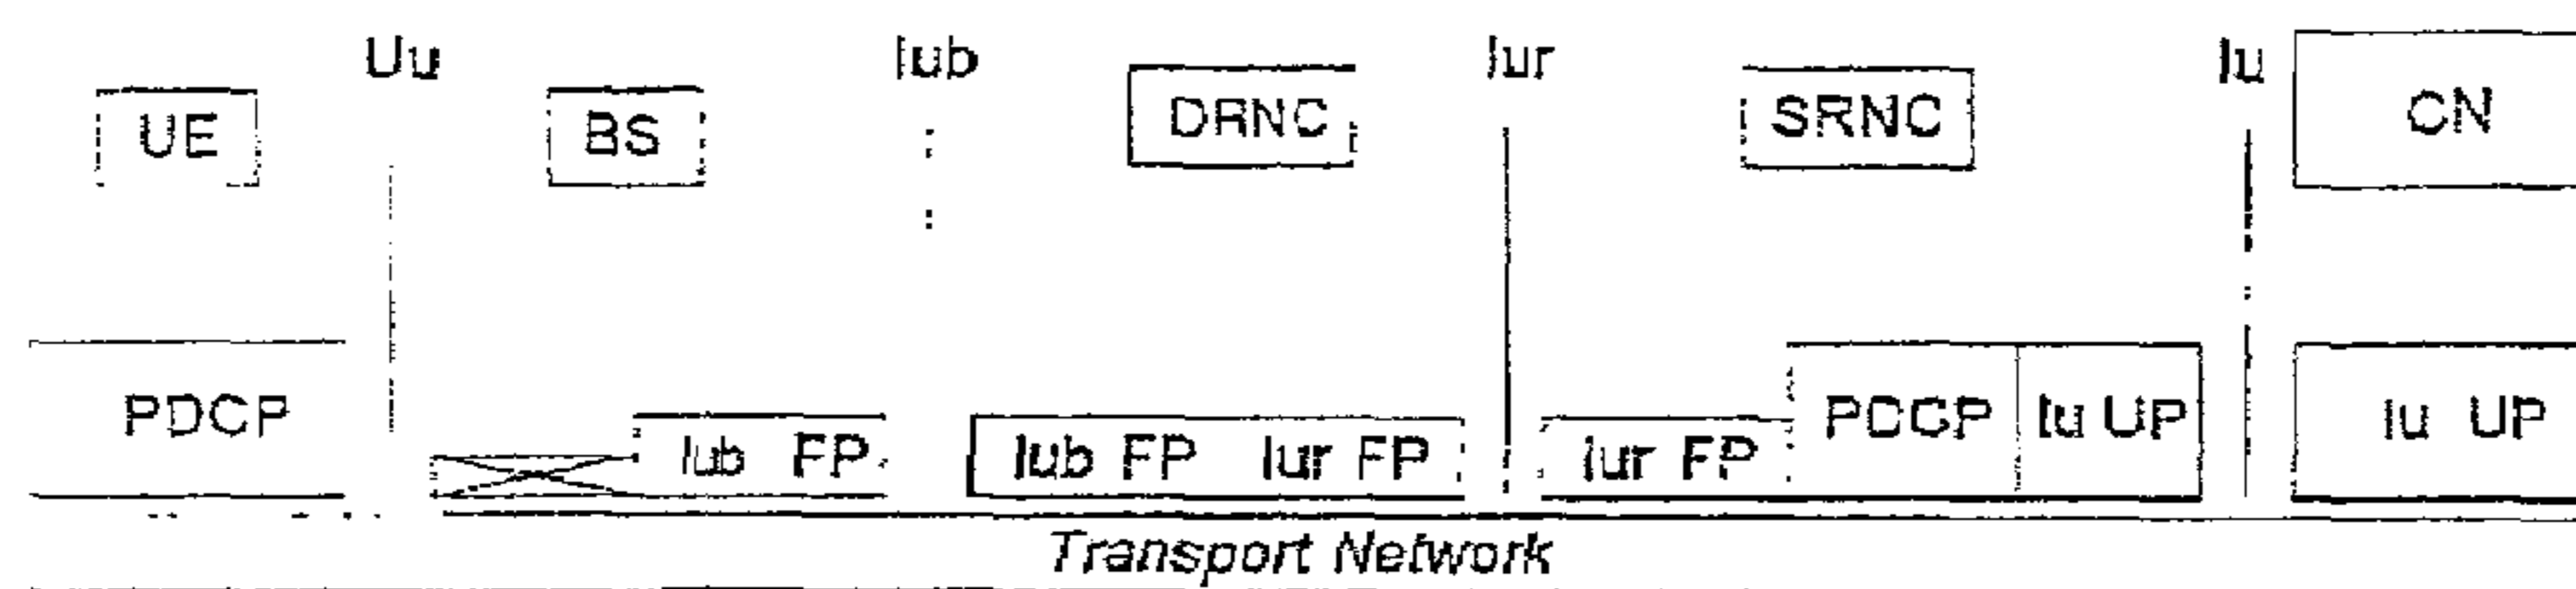 Uu Iub Iur Iu
UE BS DRNC SRNC CN
PDCP Iub FP Iub FP Iur FP Iur FP PDCP Iu UP Iu UP
Transport Network